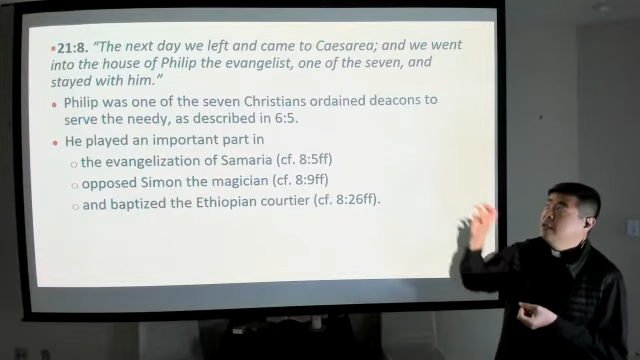 ▪21:8. “The next day we left and came to Caesarea; and we went
into the house of Philip the evangelist, one of the seven, and
stayed with him.”
• Philip was one of the seven Christians ordained deacons to
serve the needy, as described in 6:5.
• He played an important part in
○ the evangelization of Samaria (cf. 8:5ff)
○ opposed Simon the magician (cf. 8:9ff)
○ and baptized the Ethiopian courtier (cf. 8:26ff).